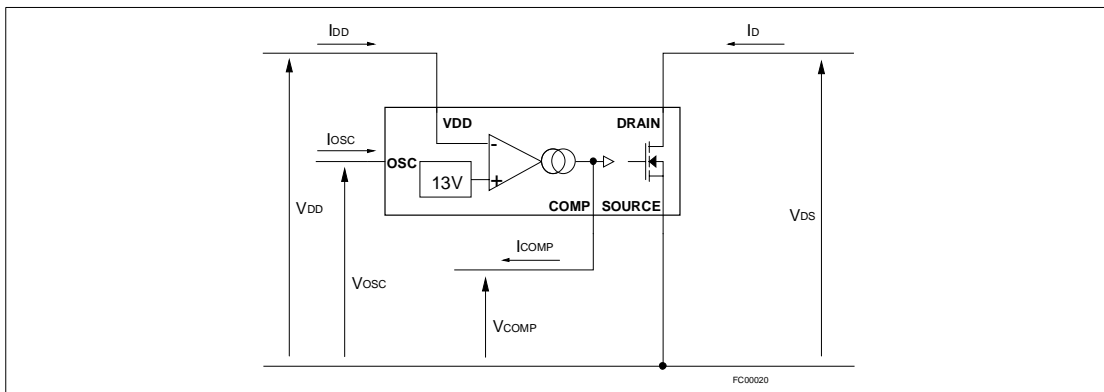 IDD
ID
VDD
DRAIN
IOSC
OSC
-
13V
+
COMP SOURCE
VDD
VDS
ICOMP
VOSC
VCOMP
FC00020